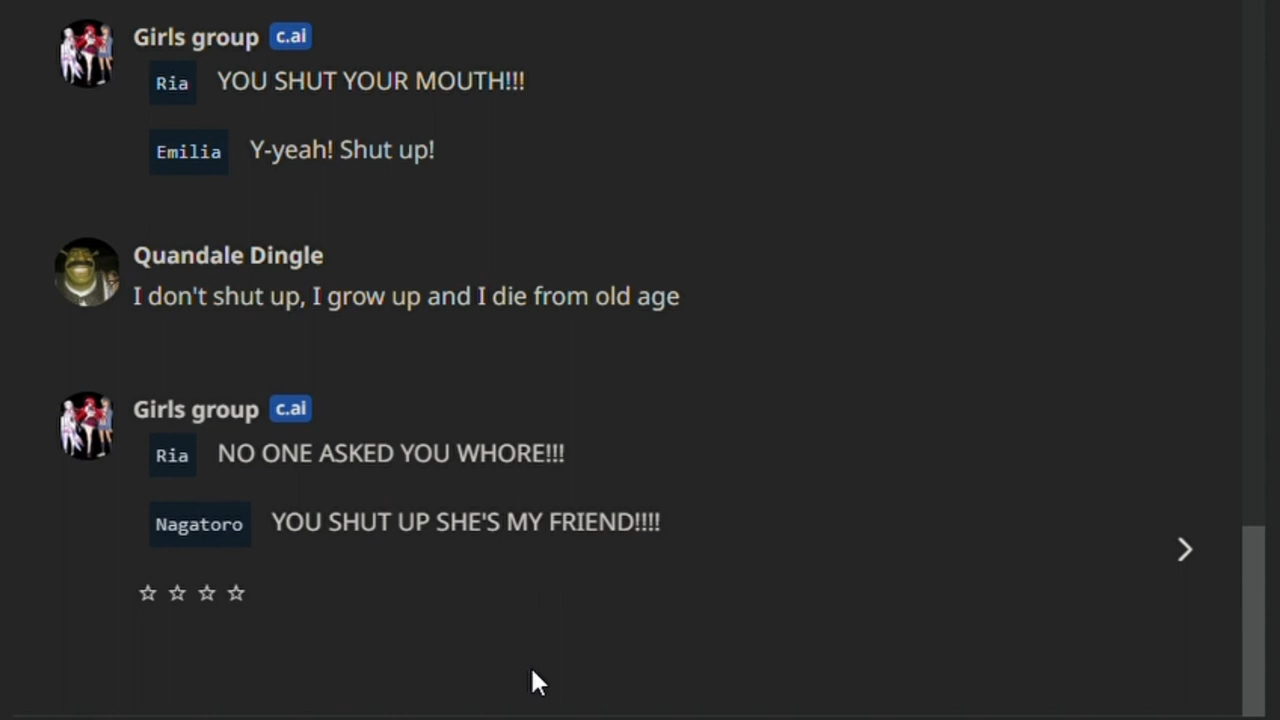 Girls group c.ai
Ria YOU SHUT YOUR MOUTH!!!
Emilia Y-yeah! Shut up!
Quandale Dingle
I don't shut up, I grow up and I die from old age
Girls group c.ai
Ria NO ONE ASKED YOU WHORE!!!
Nagatoro YOU SHUT UP SHE'S MY FRIEND!!!!